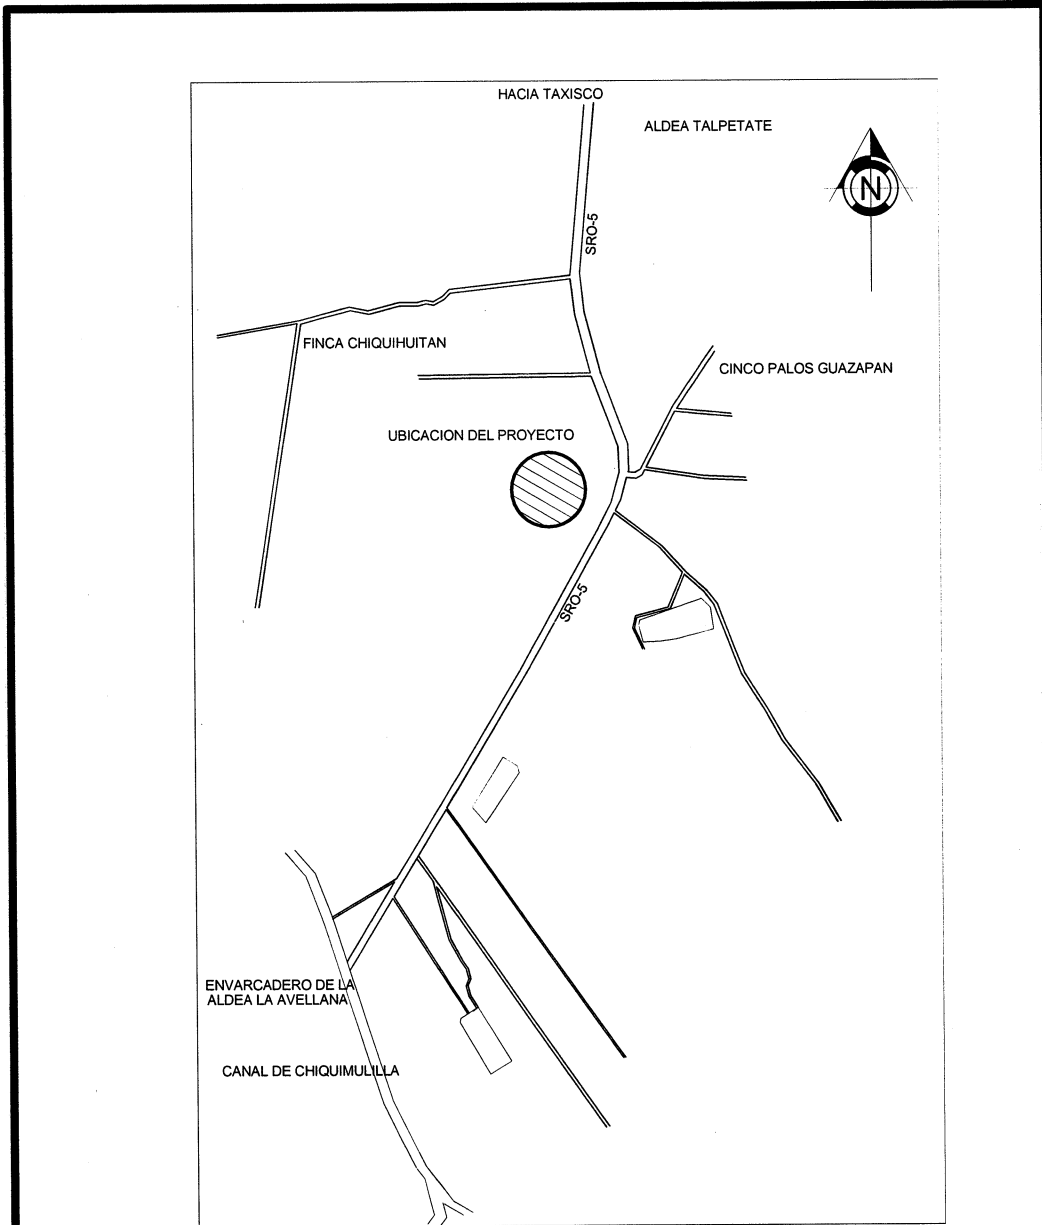 HACIA TAXISCO
ALDEA TALPETATE
N
SRO-5
FINCA CHIQUIHUITAN
CINCO PALOS GUAZAPAN
UBICACION DEL PROYECTO
SRO-5
ENVARCADERO DE LA
ALDEA LA AVELLANA
CANAL DE CHIQUIMULILLA